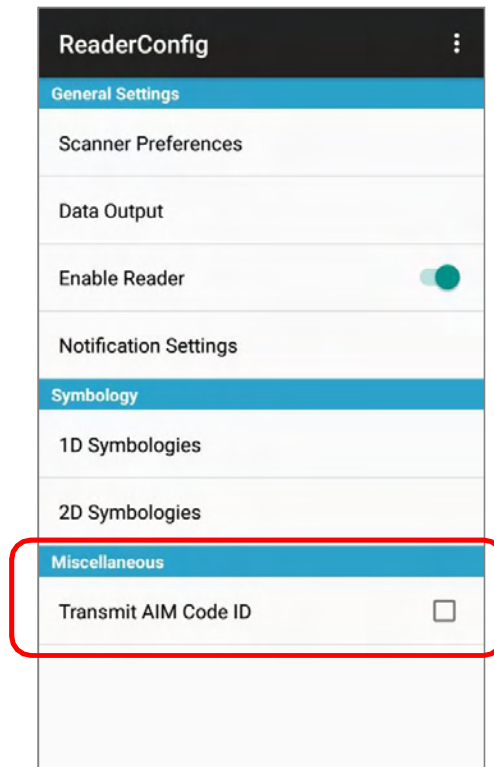 ReaderConfig
General Settings
Scanner Preferences
Data Output
Enable Reader
Notification Settings
Symbology
1D Symbologies
2D Symbologies
Miscellaneous
Transmit AIM Code ID